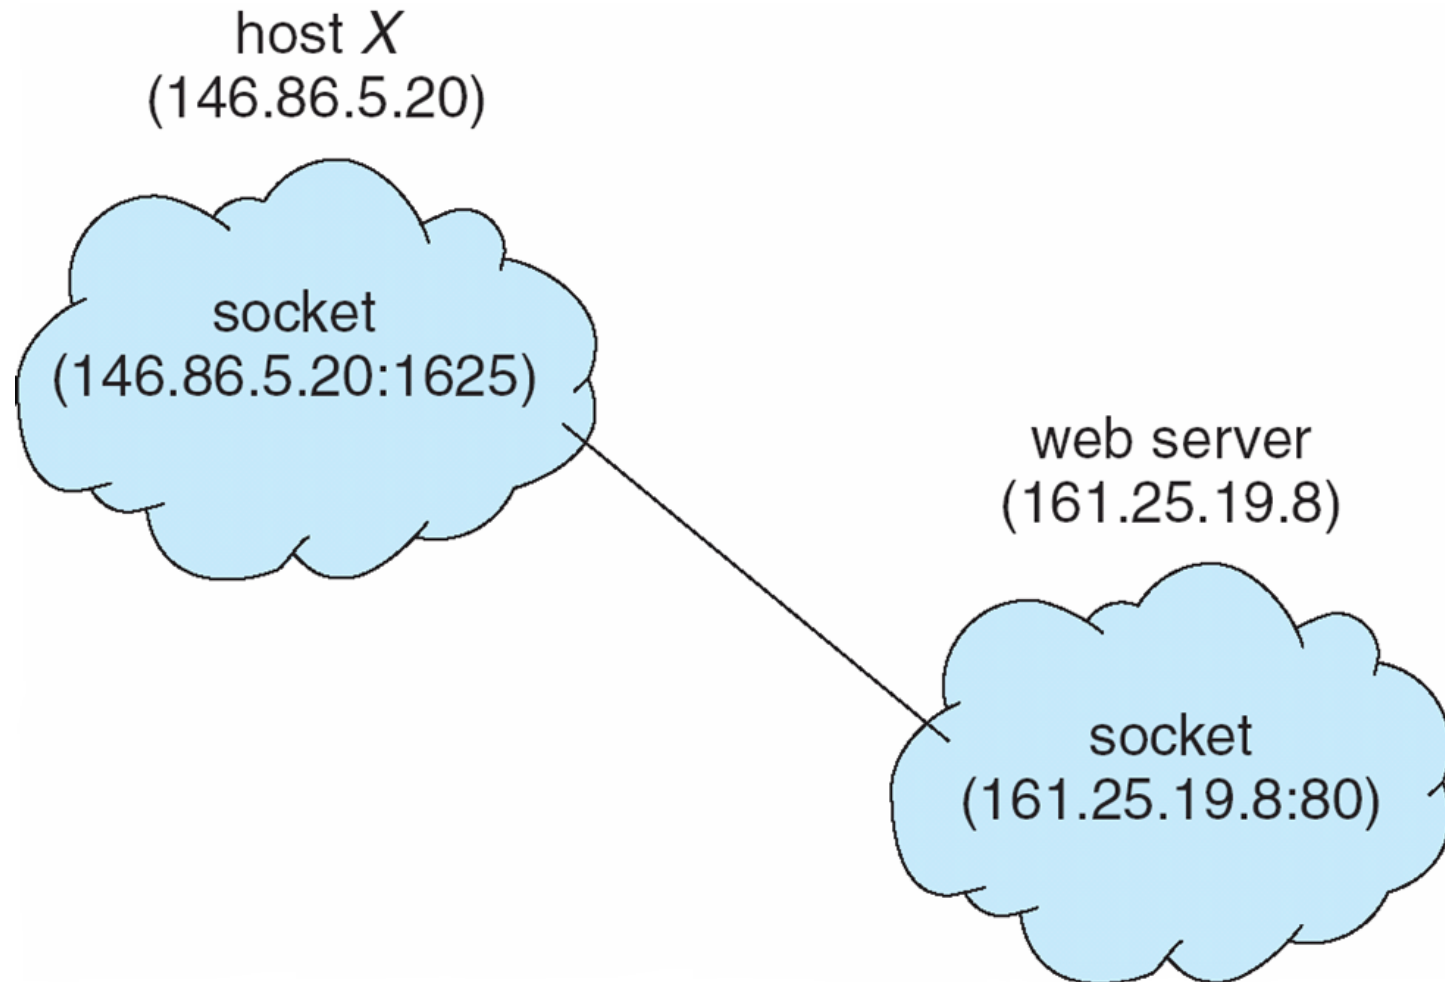 host X
(146.86.5.20)
socket
(146.86.5.20:1625)
web server
(161.25.19.8)
socket
(161.25.19.8:80)